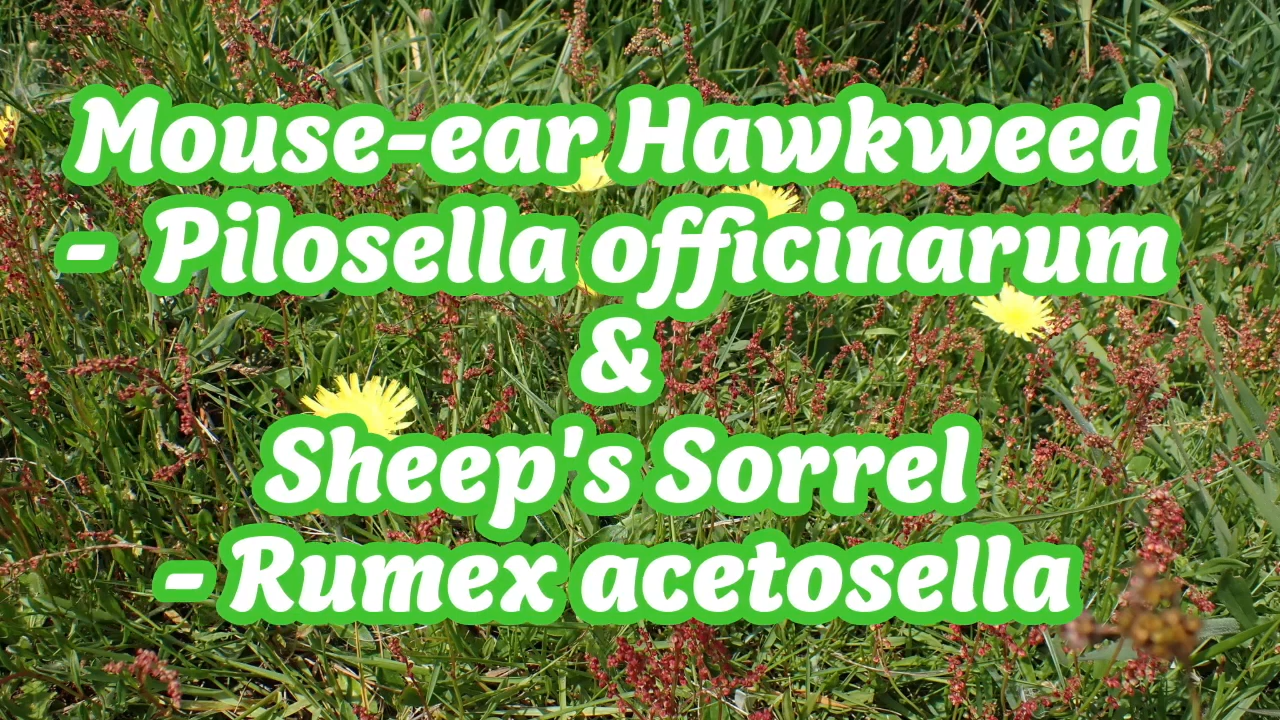 Mouse-ear Hawkweed
- Pilosella officinarum
&
Sheep's Sorrel
- Rumex acetosella